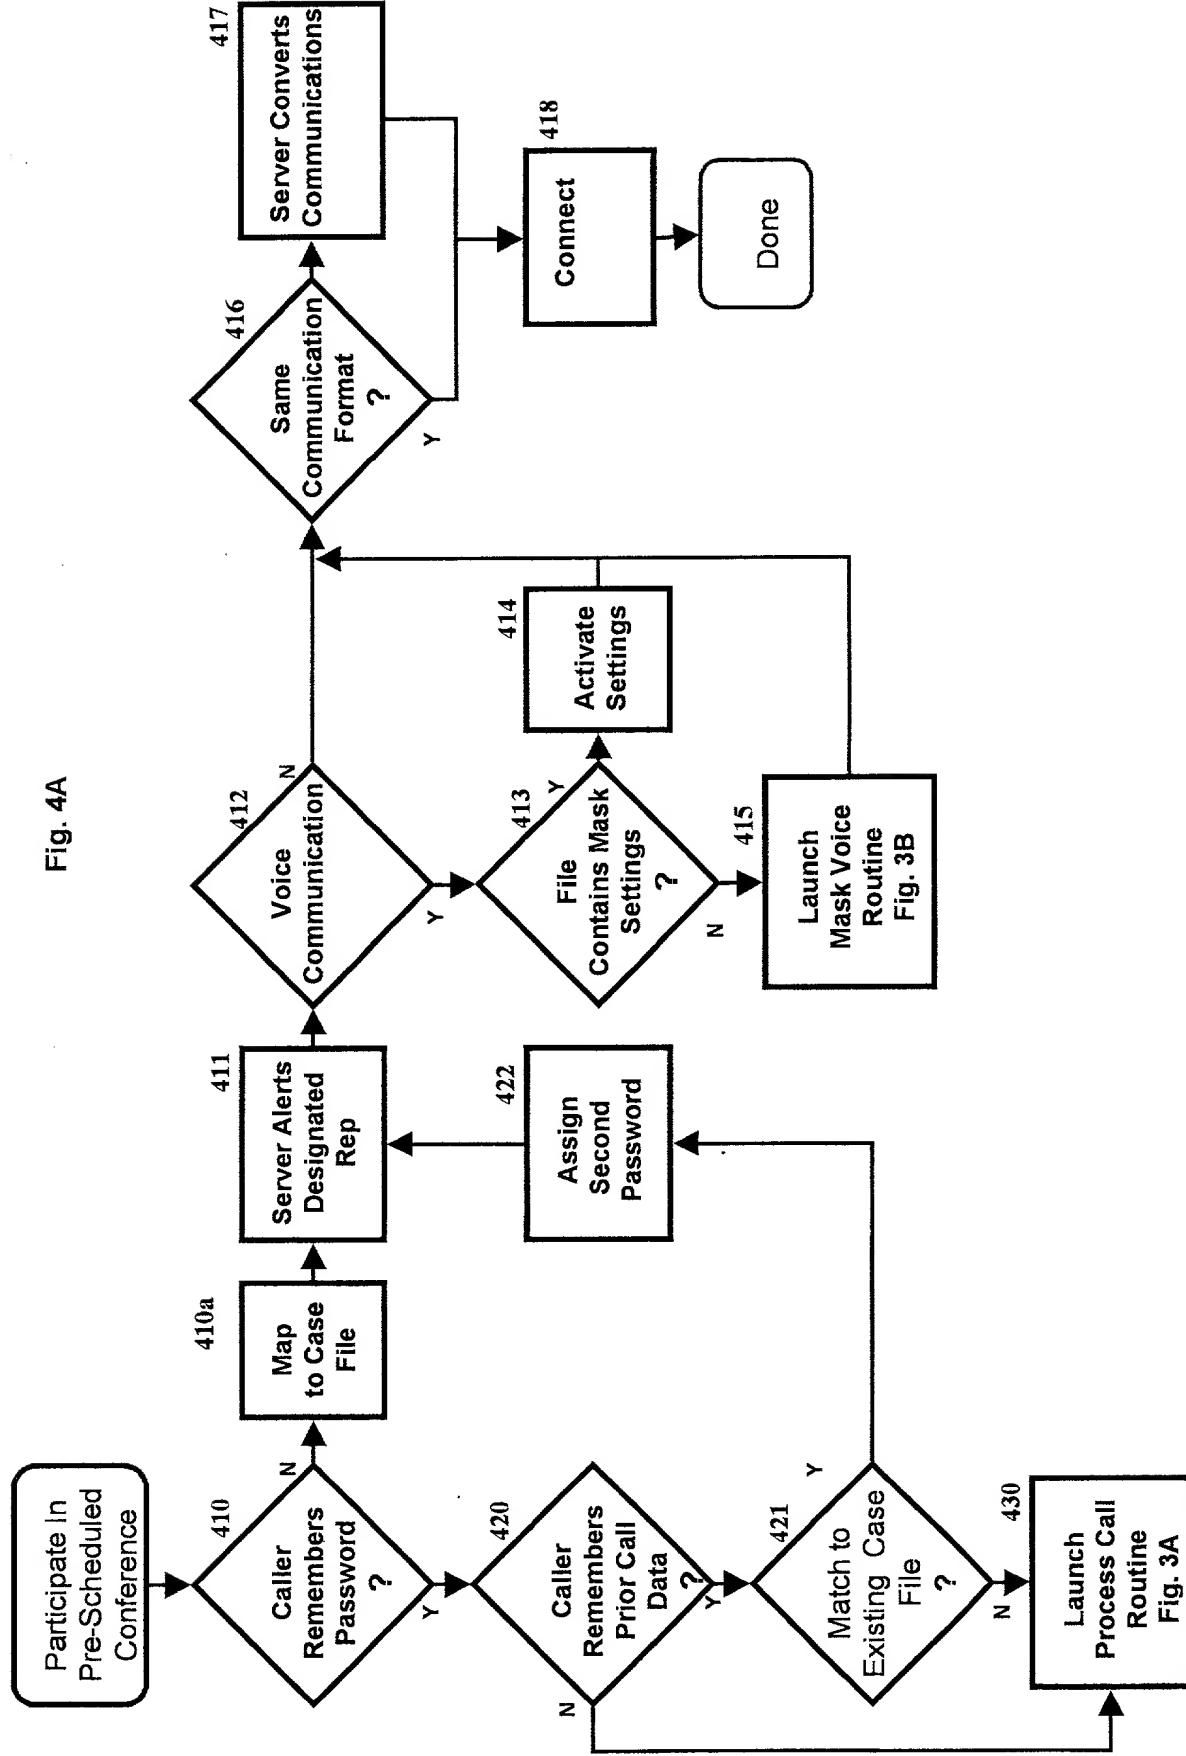 Fig. 4A
Participate In
Pre-Scheduled
Conference
410
Caller
Remembers
Password
?
N
Y
410a
Map
to Case
File
411
Server Alerts
Designated
Rep
412
Voice
Communication
N
Y
416
Same
Communication
Format
?
Y
417
Server Converts
Communications
418
Connect
Done
420
Caller
Remembers
Prior Call
Data
?
N
Y
422
Assign
Second
Password
413
File
Contains Mask
Settings
?
Y
N
414
Activate
Settings
415
Launch
Mask Voice
Routine
Fig. 3B
421
Match to
Existing Case
File
?
Y
N
430
Launch
Process Call
Routine
Fig. 3A